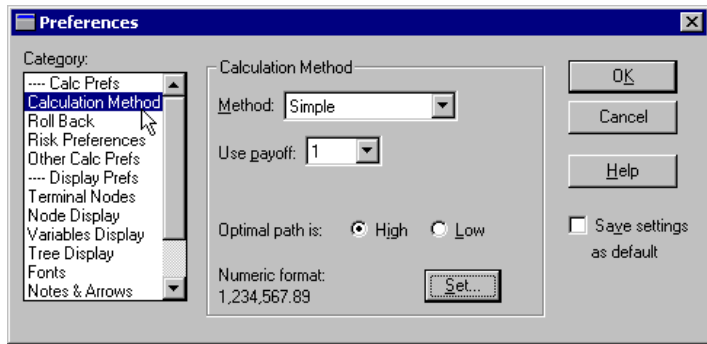 Preferences
Category:
---- Calc Prefs
Calculation Method
Roll Back
Risk Preferences
Other Calc Prefs
---- Display Prefs
Terminal Nodes
Node Display
Variables Display
Tree Display
Fonts
Notes & Arrows
Calculation Method
Method: Simple
Use payoff: 1
Optimal path is: High Low
Numeric format:
1,234,567.89
Set...
OK
Cancel
Help
Save settings
as default